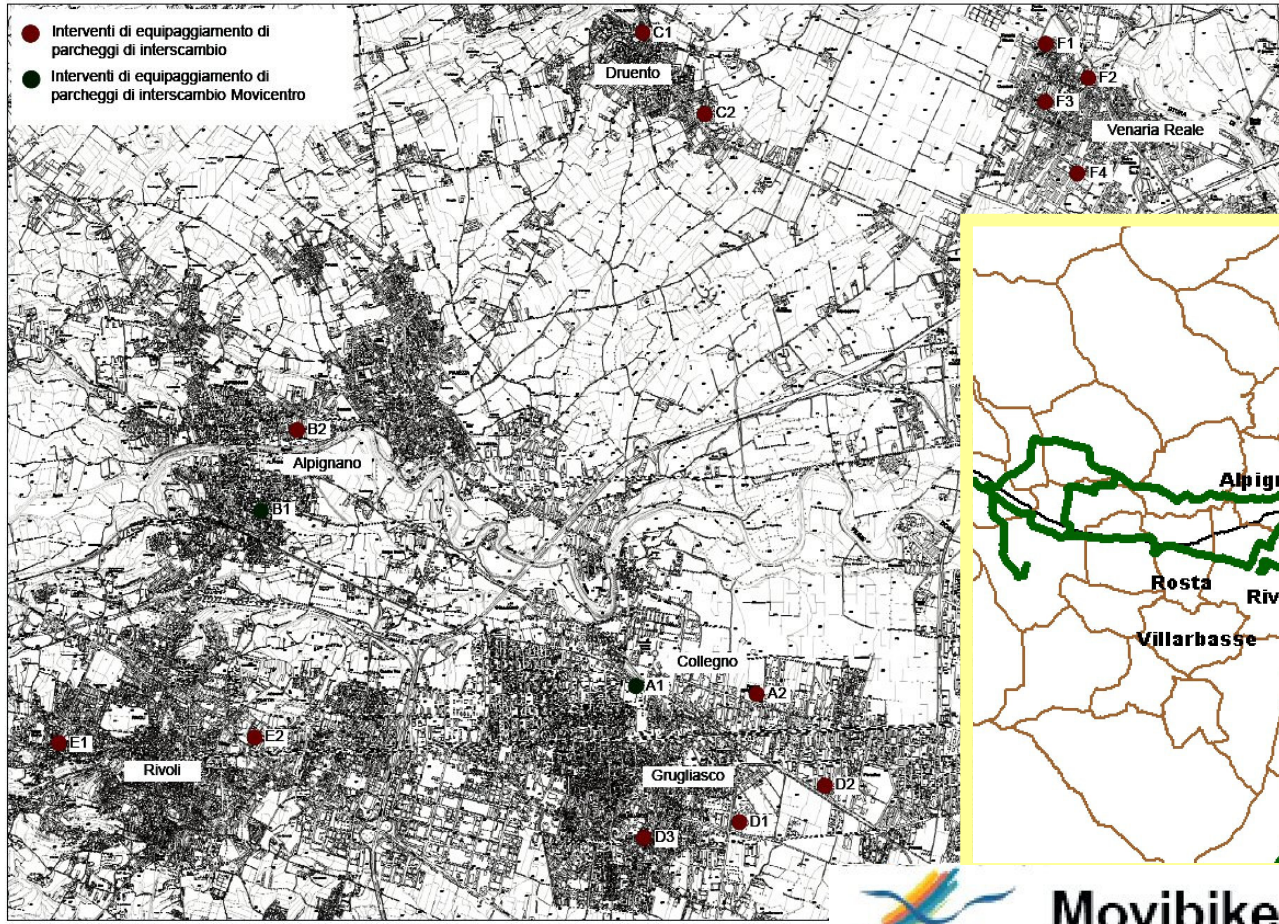 Interventi di equipaggiamento di
parcheggi di interscambio
Interventi di equipaggiamento di
parcheggi di interscambio Movicentro
C1
Druento
C2
F1
F2
F3
Venaria Reale
F4
B2
Alpignano
B1
Alpign
Rosta
Riv
Villarbasse
Collegno
A1
A2
E1
E2
Rivoli
Grugliasco
D2
D1
D3
Movibike